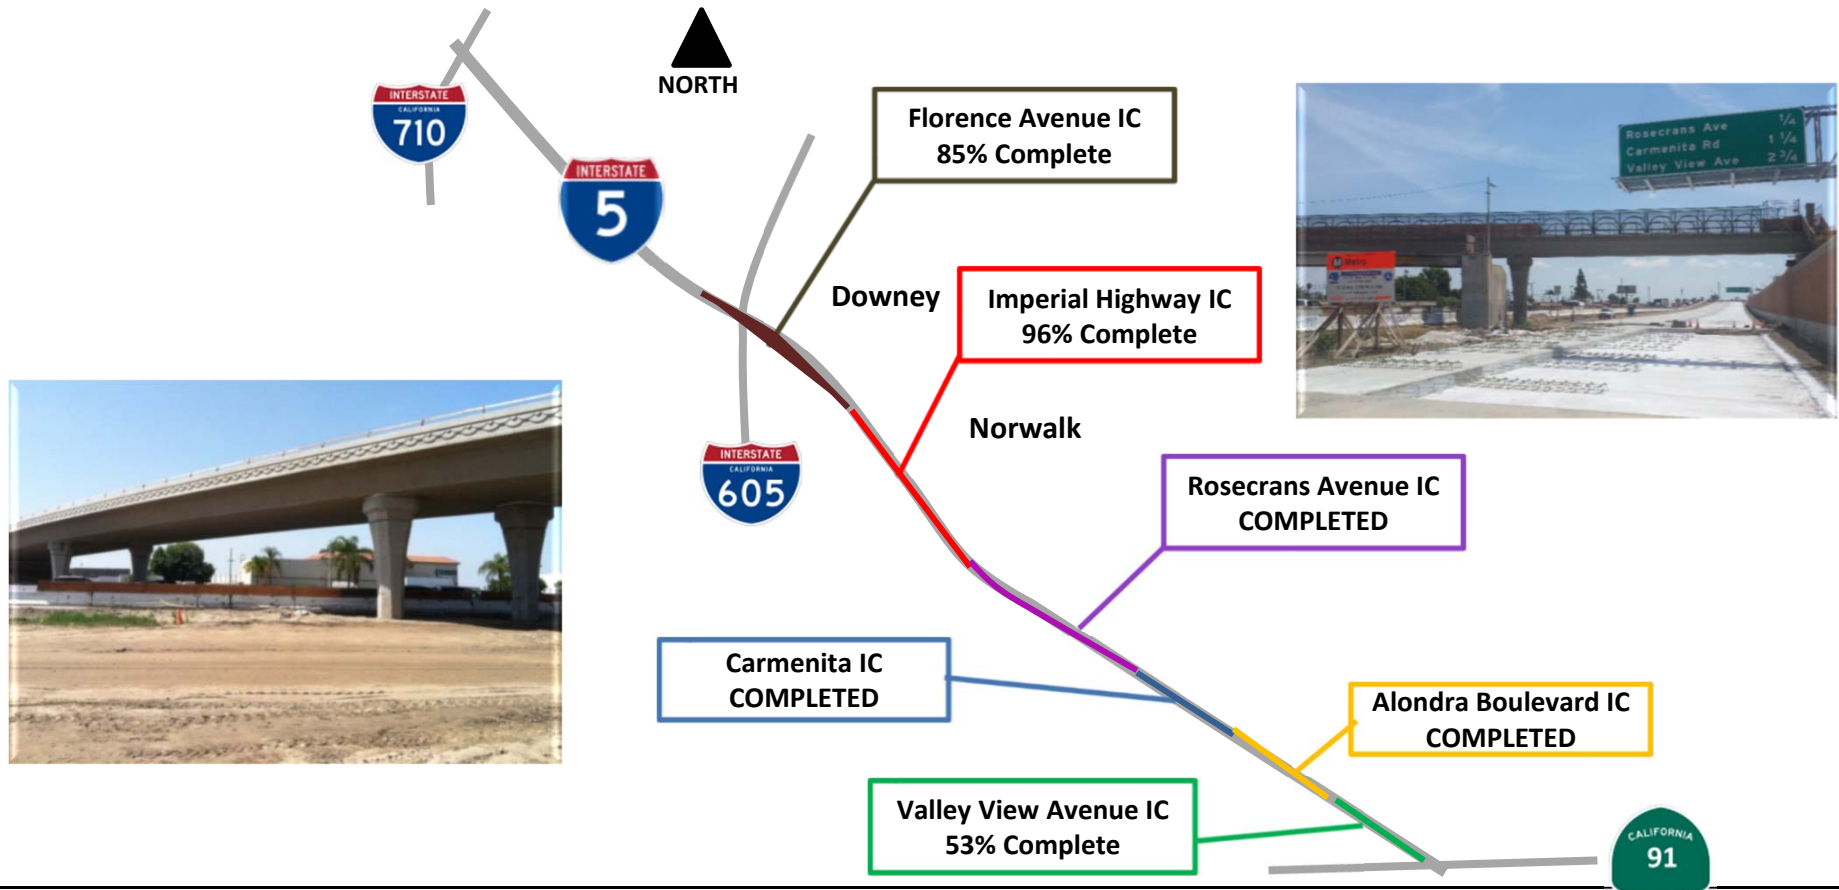 NORTH
INTERSTATE
CALIFORNIA
710
INTERSTATE
5
Florence Avenue IC
85% Complete
Rosecrans Ave 1/4
Carmenita Rd 1 1/4
Valley View Ave 2 3/4
Metro
Downey
Imperial Highway IC
96% Complete
Norwalk
INTERSTATE
CALIFORNIA
605
Rosecrans Avenue IC
COMPLETED
Carmenita IC
COMPLETED
Alondra Boulevard IC
COMPLETED
Valley View Avenue IC
53% Complete
CALIFORNIA
91